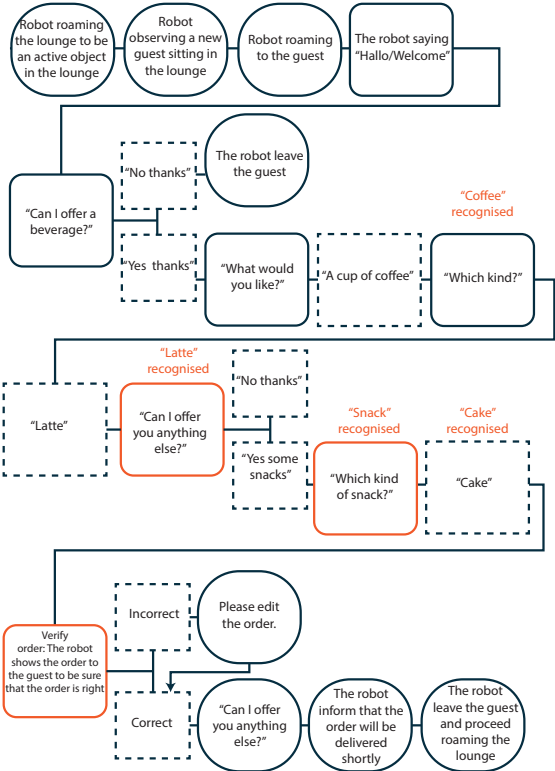 Robot roaming
the lounge to be
an active object
in the lounge
Robot
observing a new
guest sitting in
the lounge
Robot roaming
to the guest
The robot saying
“Hallo/Welcome”
“Can I offer a
beverage?”
“No thanks”
The robot leave
the guest
“Yes thanks”
“What would
you like?”
“A cup of coffee”
“Coffee”
recognised
“Which kind?”
“Latte”
“Latte”
recognised
“Can I offer
you anything
else?”
“No thanks”
“Yes some
snacks”
“Snack”
recognised
“Which kind
of snack?”
“Cake”
recognised
“Cake”
Verify
order: The robot
shows the order to
the guest to be sure
that the order is right
Incorrect
Please edit
the order.
Correct
“Can I offer
you anything
else?”
The robot
inform that the
order will be
delivered
shortly
The robot
leave the guest
and proceed
roaming the
lounge